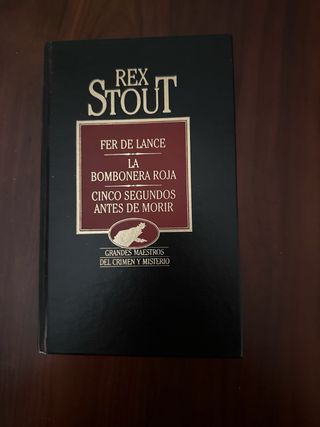 REX
STOUT
FER DE LANCE
LA
BOMBONERA ROJA
CINCO SEGUNDOS
ANTES DE MORIR
GRANDES MAESTROS
DEL CRIMEN Y MISTERIO